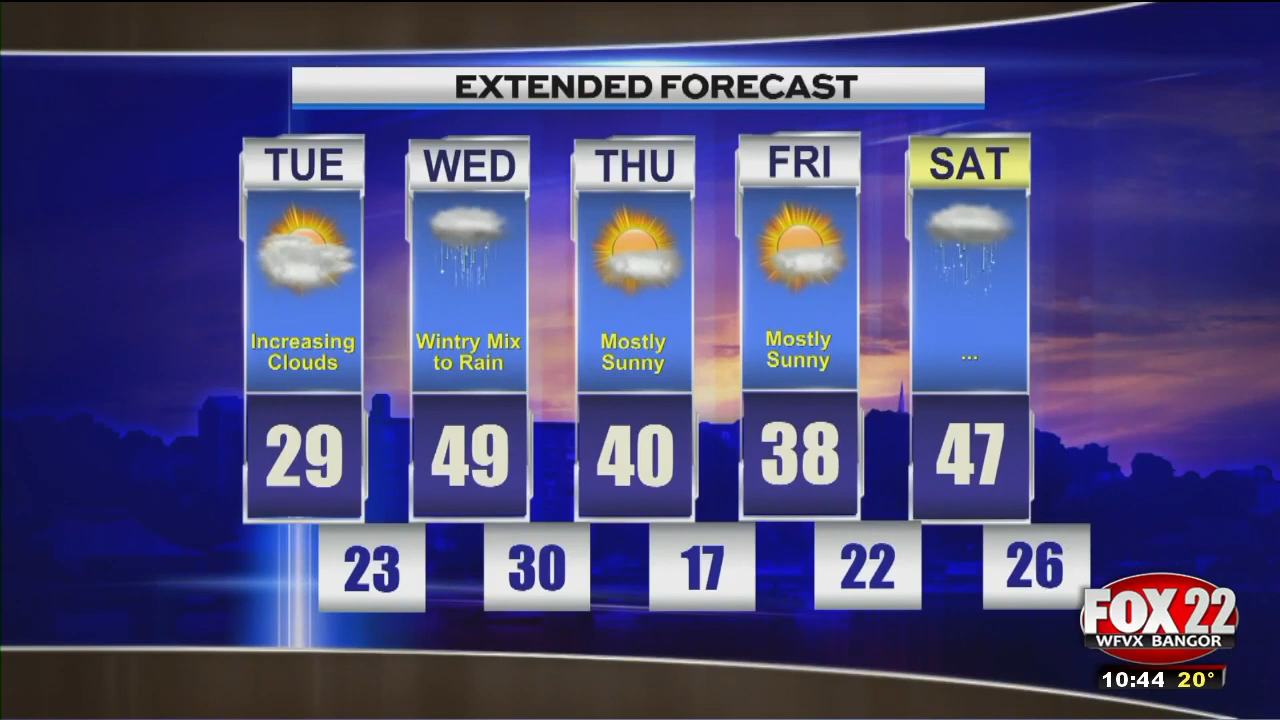 EXTENDED FORECAST
TUE WED THU FRI SAT
Increasing Clouds
Wintry Mix to Rain
Mostly Sunny
Mostly Sunny
...
29 49 40 38 47
23 30 17 22 26
FOX 22
WFVX BANGOR
10:44 20°